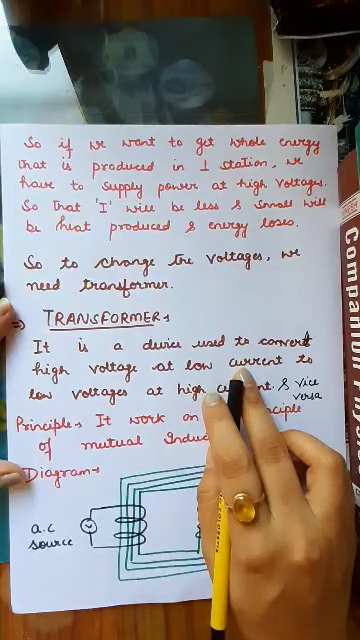 So if we want to get whole energy
that is produced in 1 station, we
have to supply power at high voltages.
So that 'I' will be less & small will
be heat produced & energy loses.
So to change the voltages, we
need transformer.
⇒ TRANSFORMER:
It is a device used to convert
high voltage at low current to
low voltages at high & vice
versa
Principle: It work on
of mutual
Diagram:
a.c
source
Companion